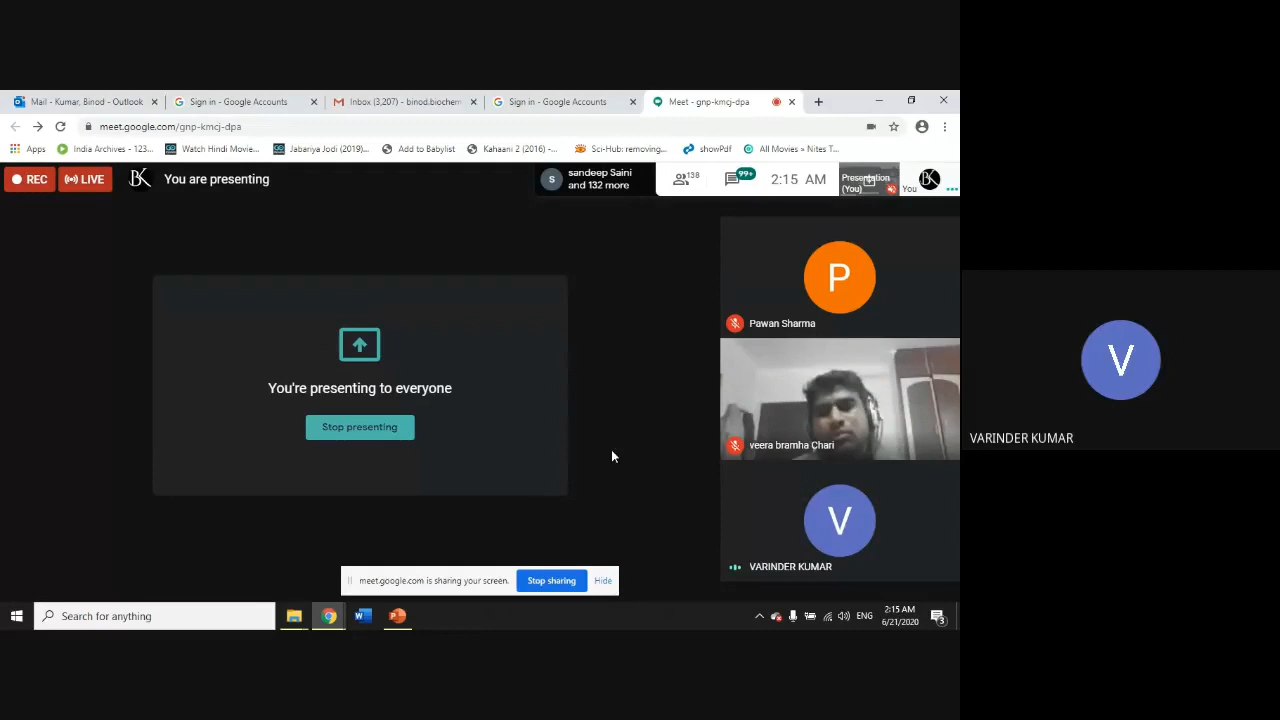 Mail - Kumar, Binod - Outlook
Sign in - Google Accounts
Inbox (3,207) - binod.biochem
Sign in - Google Accounts
Meet - gnp-kmcj-dpa
meet.google.com/gnp-kmcj-dpa
Apps
India Archives - 123...
Watch Hindi Movie...
Jabariya Jodi (2019)...
Add to Babylist
Kahaani 2 (2016) -...
Sci-Hub: removing...
showPdf
All Movies » Nites T...
REC
LIVE
BK
You are presenting
S
sandeep Saini
and 132 more
138
99+
2:15 AM
Presentation
(You)
You
BK
P
Pawan Sharma
You're presenting to everyone
Stop presenting
veera bramha Chari
V
VARINDER KUMAR
V
VARINDER KUMAR
meet.google.com is sharing your screen.
Stop sharing
Hide
Search for anything
W
P
ENG
2:15 AM
6/21/2020
3